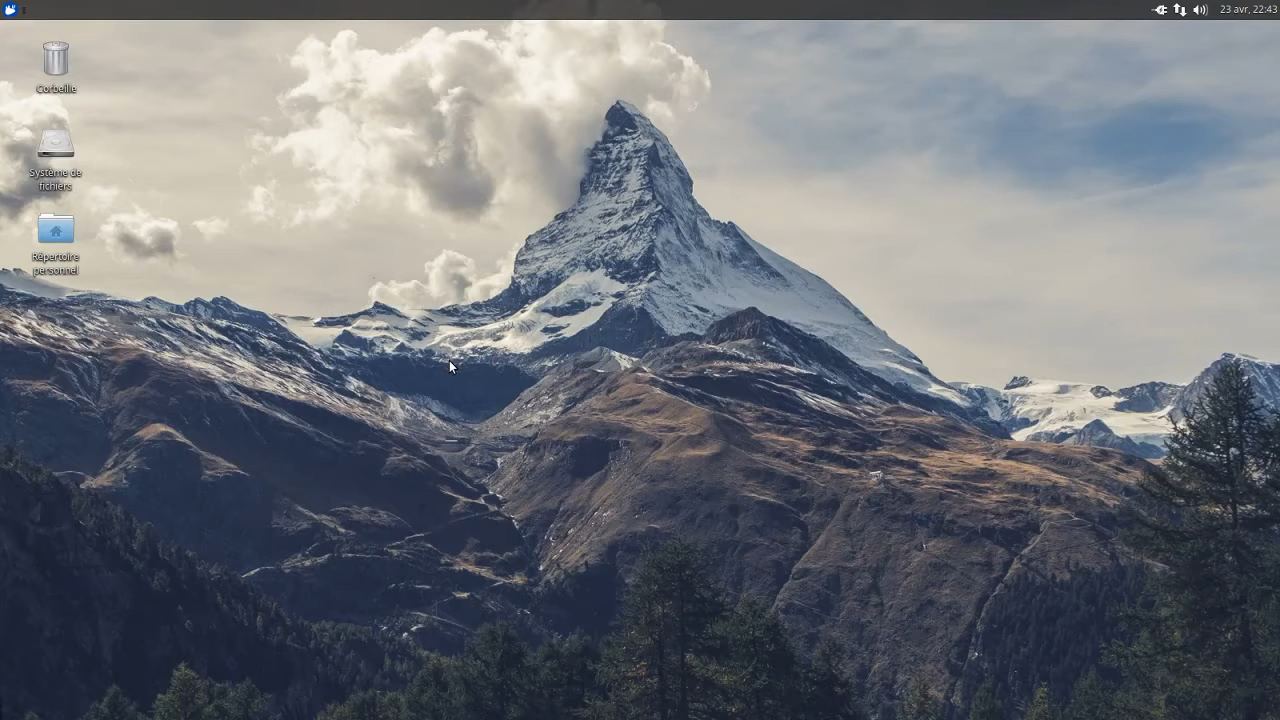 23 avr, 22:43
Corbeille
Système de
fichiers
Répertoire
personnel